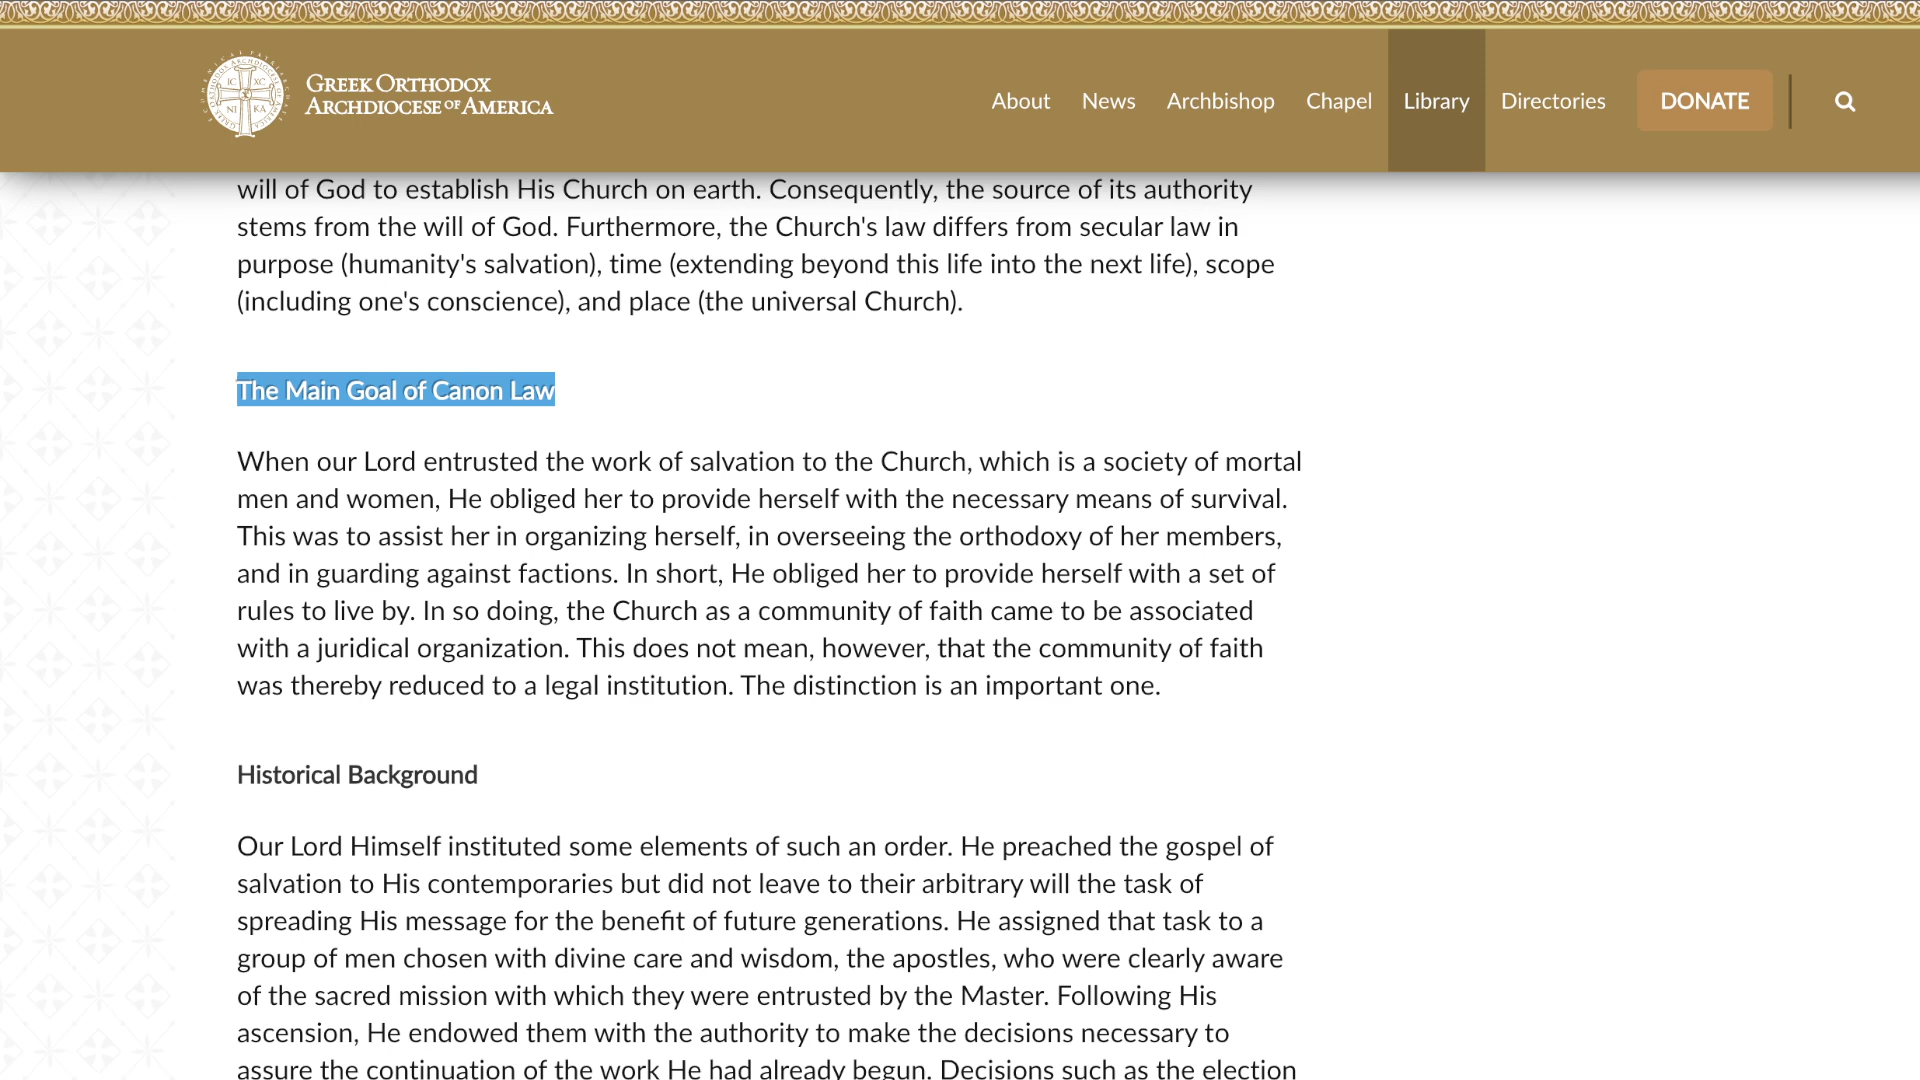 GREEK ORTHODOX
ARCHDIOCESE OF AMERICA
IC XC
NI KA
About
News
Archbishop
Chapel
Library
Directories
DONATE
will of God to establish His Church on earth. Consequently, the source of its authority
stems from the will of God. Furthermore, the Church's law differs from secular law in
purpose (humanity's salvation), time (extending beyond this life into the next life), scope
(including one's conscience), and place (the universal Church).
The Main Goal of Canon Law
When our Lord entrusted the work of salvation to the Church, which is a society of mortal
men and women, He obliged her to provide herself with the necessary means of survival.
This was to assist her in organizing herself, in overseeing the orthodoxy of her members,
and in guarding against factions. In short, He obliged her to provide herself with a set of
rules to live by. In so doing, the Church as a community of faith came to be associated
with a juridical organization. This does not mean, however, that the community of faith
was thereby reduced to a legal institution. The distinction is an important one.
Historical Background
Our Lord Himself instituted some elements of such an order. He preached the gospel of
salvation to His contemporaries but did not leave to their arbitrary will the task of
spreading His message for the benefit of future generations. He assigned that task to a
group of men chosen with divine care and wisdom, the apostles, who were clearly aware
of the sacred mission with which they were entrusted by the Master. Following His
ascension, He endowed them with the authority to make the decisions necessary to
assure the continuation of the work He had already begun. Decisions such as the election